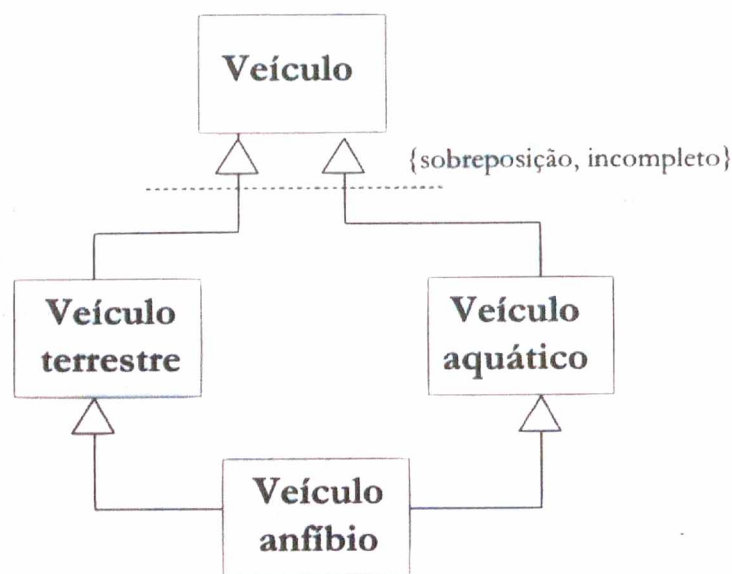 Veículo
{sobreposição, incompleto}
Veículo
terrestre
Veículo
aquático
Veículo
anfíbio